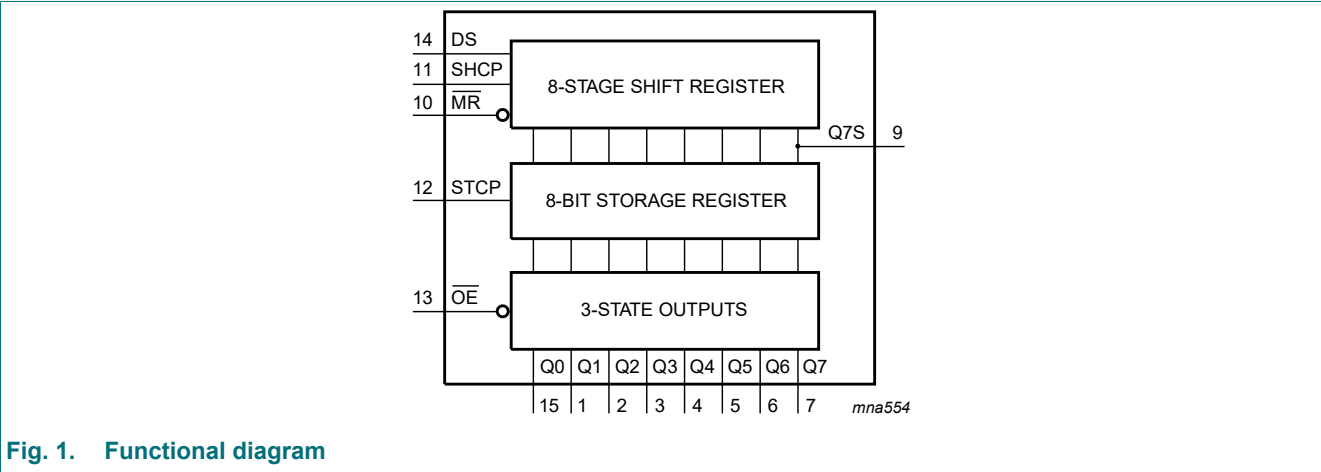 14 DS
11 SHCP
8-STAGE SHIFT REGISTER
10 M̅R̅
Q7S 9
12 STCP
8-BIT STORAGE REGISTER
13 O̅E̅
3-STATE OUTPUTS
Q0 Q1 Q2 Q3 Q4 Q5 Q6 Q7
15 1 2 3 4 5 6 7 mna554
Fig. 1. Functional diagram